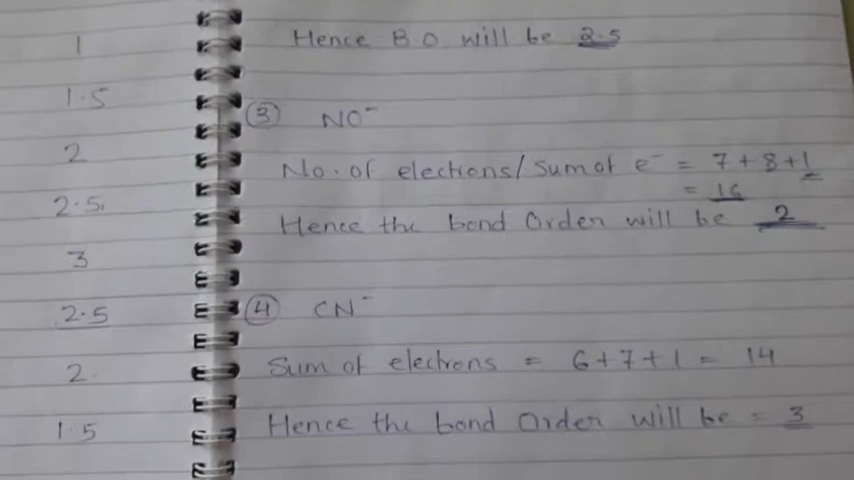 1
1.5
2
2.5
3
2.5
2
1.5
Hence B.O will be 2.5
③ NO⁻
No. of elections/Sum of e⁻ = 7+8+1
= 16
Hence the bond Order will be 2
④ CN⁻
Sum of electrons = 6+7+1 = 14
Hence the bond Order will be = 3